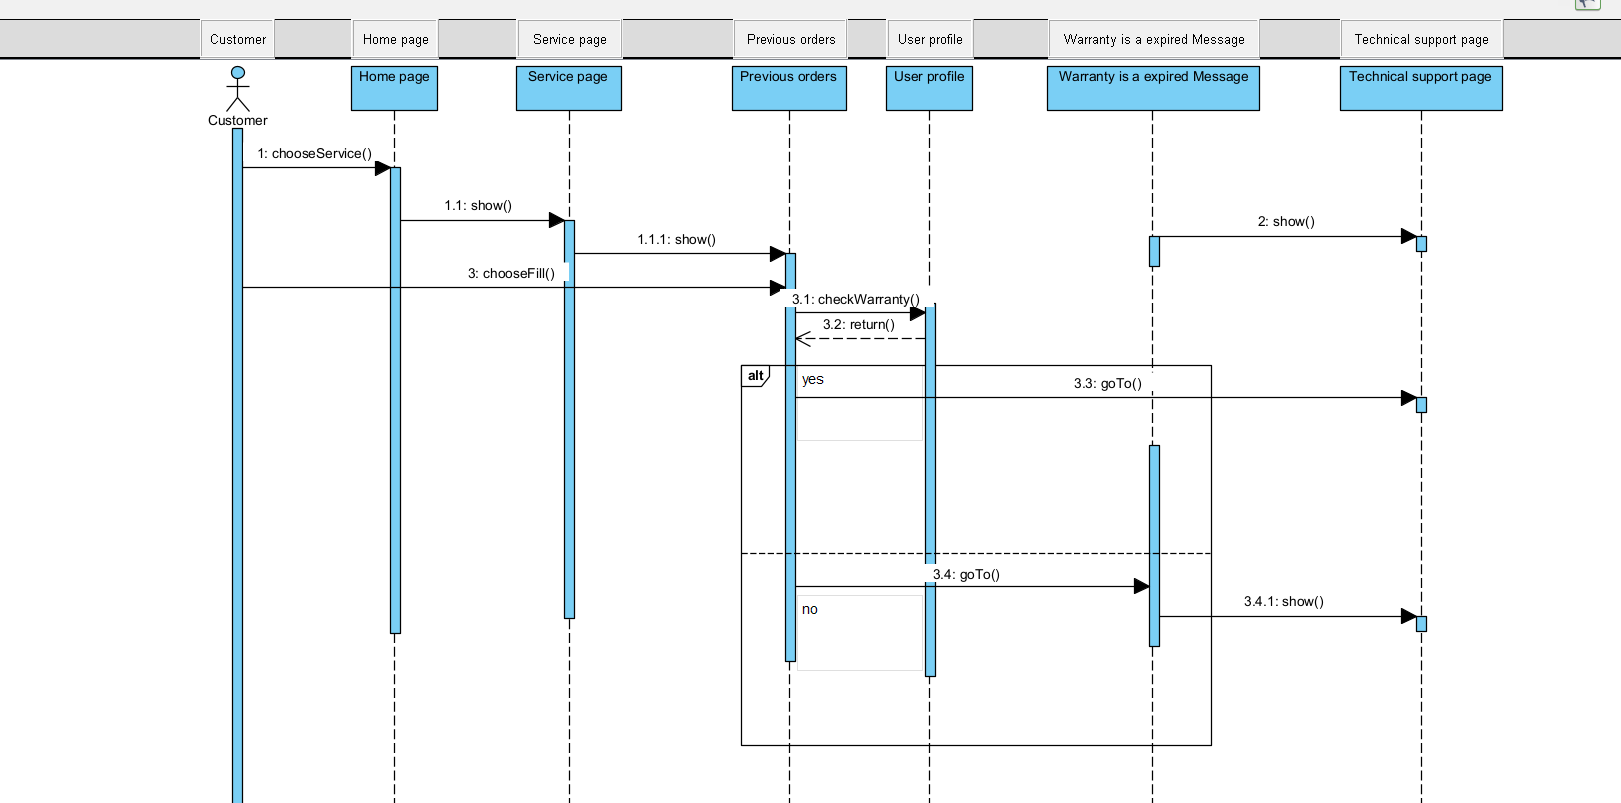 Customer
Home page
Service page
Previous orders
User profile
Warranty is a expired Message
Technical support page
Home page
Service page
Previous orders
User profile
Warranty is a expired Message
Technical support page
Customer
1: chooseService()
1.1: show()
2: show()
1.1.1: show()
3: chooseFill()
3.1: checkWarranty()
3.2: return()
alt
yes
3.3: goTo()
3.4: goTo()
3.4.1: show()
no